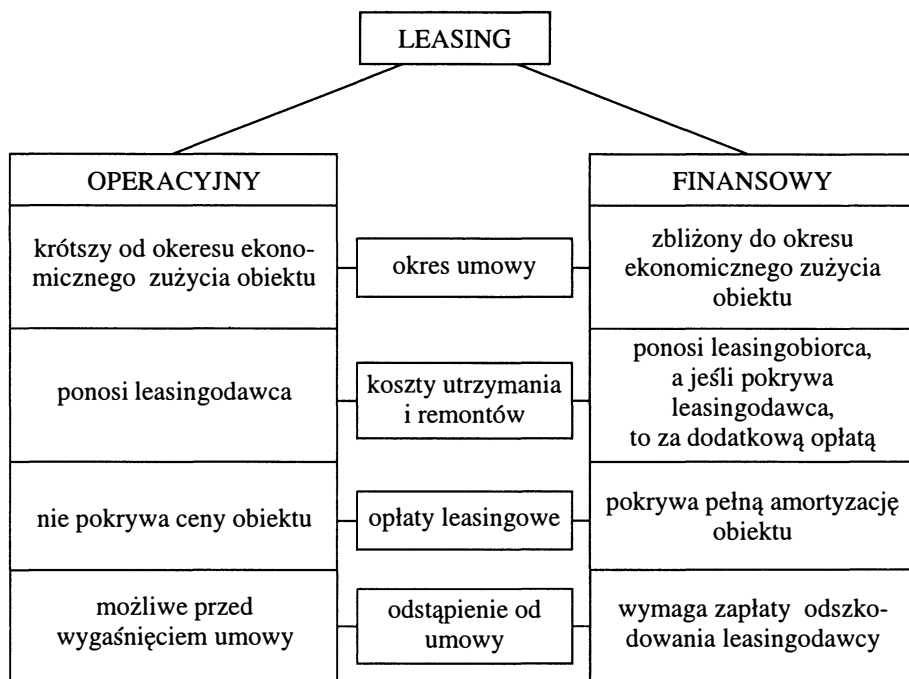 LEASING
OPERACYJNY
FINANSOWY
krótszy od okeresu ekono-
micznego zużycia obiektu
okres umowy
zbliżony do okresu
ekonomicznego zużycia
obiektu
ponosi leasingodawca
koszty utrzymania
i remontów
ponosi leasingobiorca,
a jeśli pokrywa
leasingodawca,
to za dodatkową opłatą
nie pokrywa ceny obiektu
opłaty leasingowe
pokrywa pełną amortyzację
obiektu
możliwe przed
wygaśnięciem umowy
odstąpienie od
umowy
wymaga zapłaty odszko-
dowania leasingodawcy